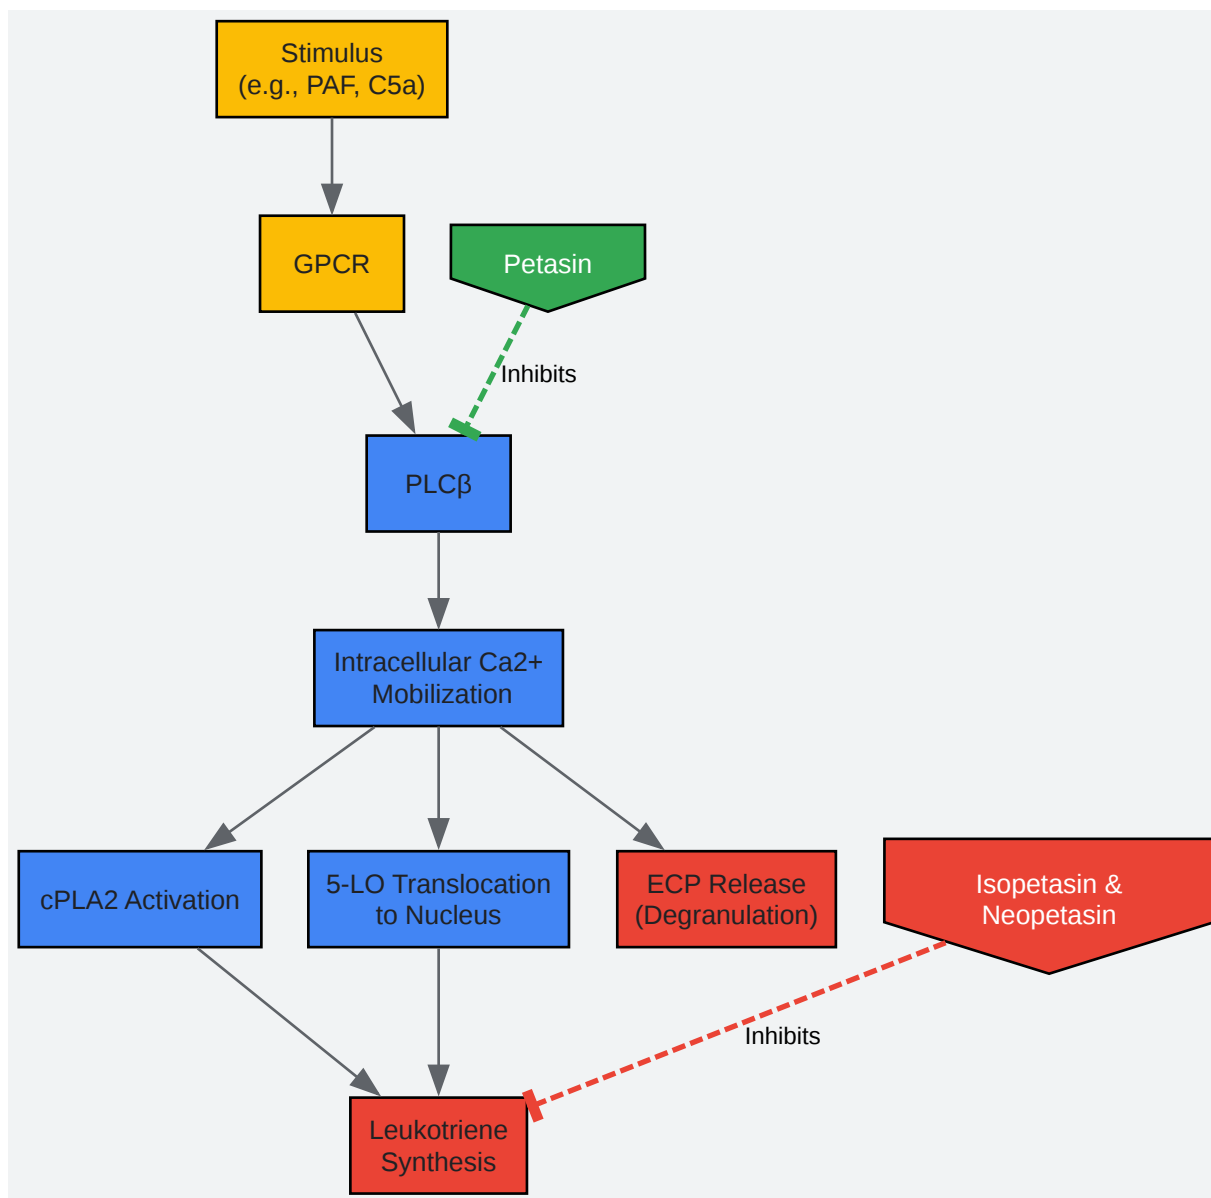 Stimulus
(e.g., PAF, C5a)
GPCR
Petasin
Inhibits
PLCβ
Intracellular Ca2+
Mobilization
cPLA2 Activation
5-LO Translocation
to Nucleus
ECP Release
(Degranulation)
Isopetasin &
Neopetasin
Inhibits
Leukotriene
Synthesis